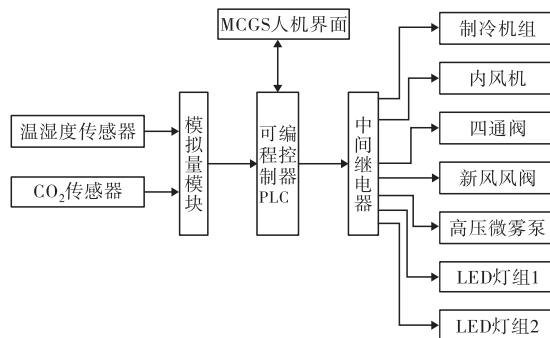 MCGS人机界面
温湿度传感器
CO₂传感器
模拟量模块
可编
程控
制器
PLC
中间继电器
制冷机组
内风机
四通阀
新风风阀
高压微雾泵
LED灯组1
LED灯组2